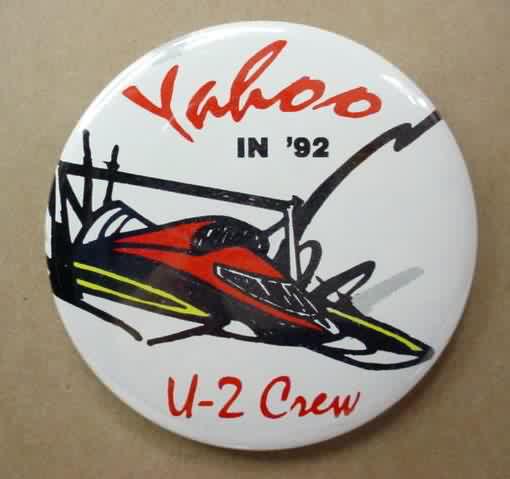 Yahoo
IN '92
U-2 Crew